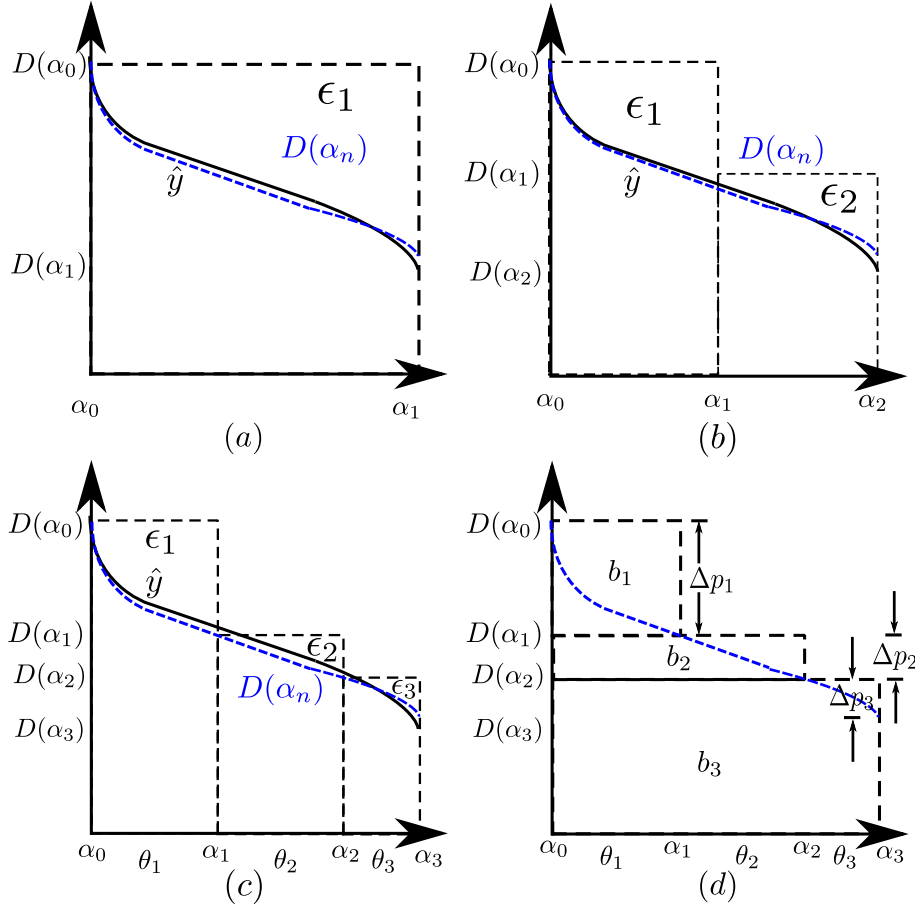 D(α₀)
ϵ₁
D(αₙ)
ŷ
D(α₁)
α₀
α₁
(a)
D(α₀)
ϵ₁
D(αₙ)
D(α₁)
ŷ
ϵ₂
D(α₂)
α₀
α₁
α₂
(b)
D(α₀)
ϵ₁
ŷ
D(α₁)
ϵ₂
D(α₂)
D(αₙ)
ϵ₃
D(α₃)
α₀
θ₁
α₁
θ₂
α₂
θ₃
α₃
(c)
D(α₀)
b₁
Δp₁
D(α₁)
b₂
Δp₂
D(α₂)
Δp₃
D(α₃)
b₃
α₀
θ₁
α₁
θ₂
α₂
θ₃
α₃
(d)